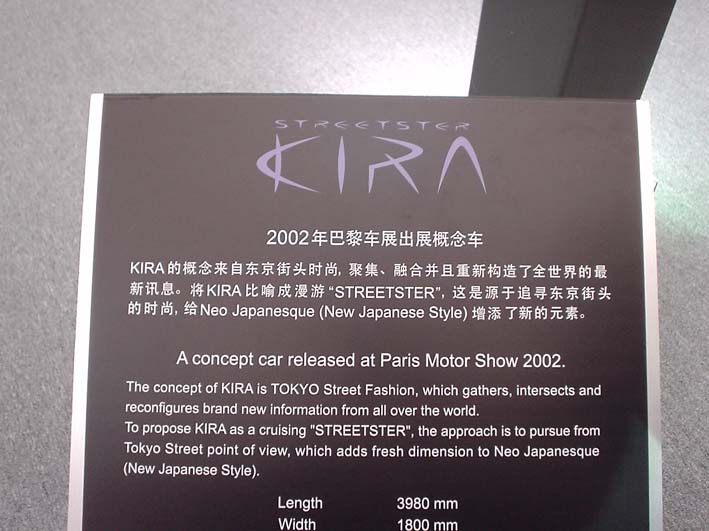 STREETSTER
KIRA
2002年巴黎车展出展概念车
KIRA的概念来自东京街头时尚, 聚集、融合并且重新构造了全世界的最
新讯息。将KIRA比喻成漫游“STREETSTER”, 这是源于追寻东京街头
的时尚, 给Neo Japanesque (New Japanese Style) 增添了新的元素。
A concept car released at Paris Motor Show 2002.
The concept of KIRA is TOKYO Street Fashion, which gathers, intersects and
reconfigures brand new information from all over the world.
To propose KIRA as a cruising "STREETSTER", the approach is to pursue from
Tokyo Street point of view, which adds fresh dimension to Neo Japanesque
(New Japanese Style).
Length 3980 mm
Width 1800 mm